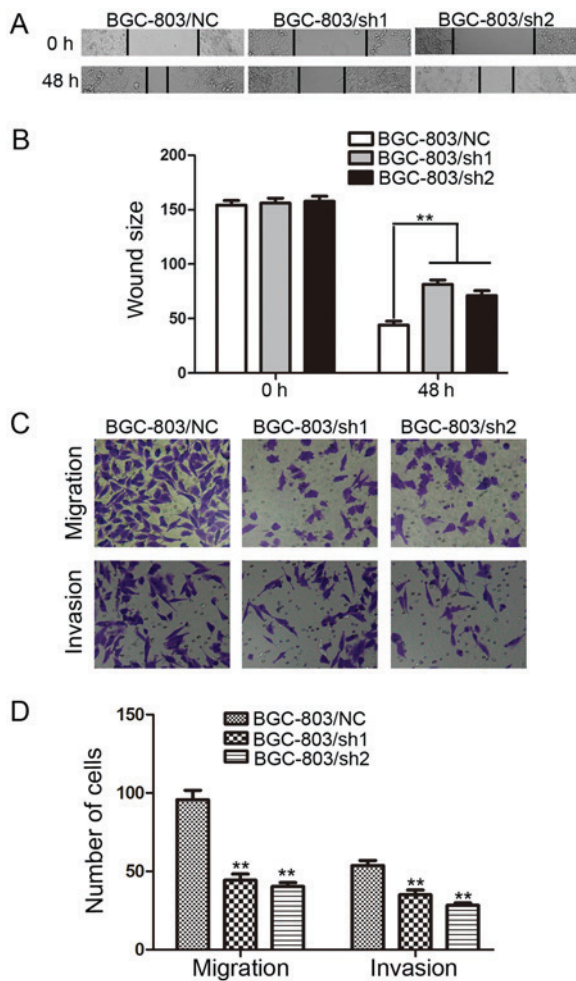 A
BGC-803/NC BGC-803/sh1 BGC-803/sh2
0 h
48 h
B
BGC-803/NC
BGC-803/sh1
BGC-803/sh2
Wound size
200
150
100
50
0
**
0 h 48 h
C
BGC-803/NC BGC-803/sh1 BGC-803/sh2
Migration
Invasion
D
BGC-803/NC
BGC-803/sh1
BGC-803/sh2
Number of cells
150
100
50
0
** ** ** **
Migration Invasion